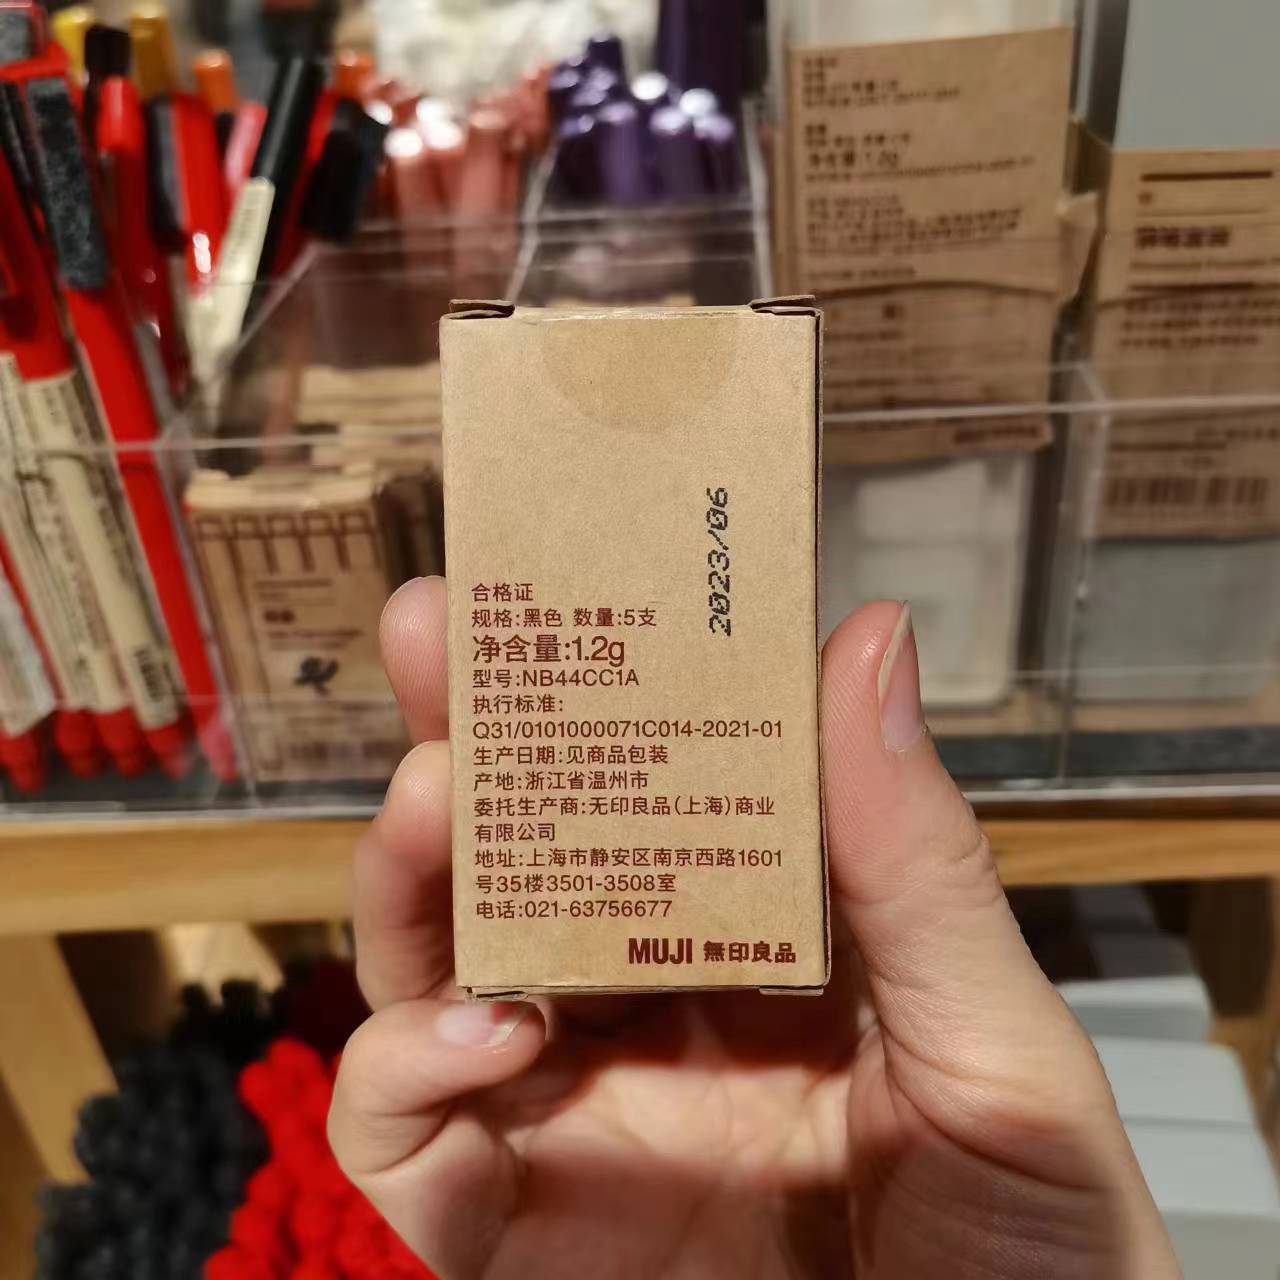 2023/06
合格证
规格:黑色 数量:5支
净含量:1.2g
型号:NB44CC1A
执行标准:
Q31/0101000071C014-2021-01
生产日期:见商品包装
产地:浙江省温州市
委托生产商:无印良品(上海)商业
有限公司
地址:上海市静安区南京西路1601
号35楼3501-3508室
电话:021-63756677
MUJI 無印良品
净含量:1.2g